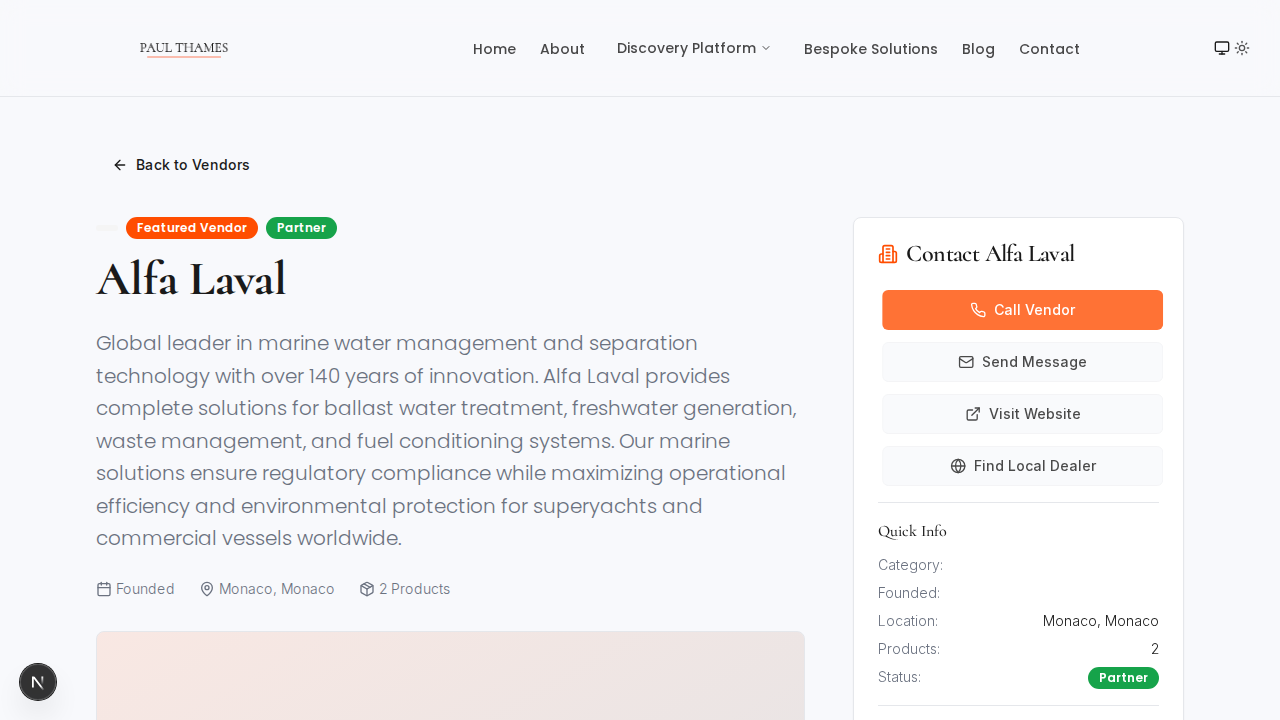 PAUL THAMES
Home
About
Discovery Platform
Bespoke Solutions
Blog
Contact
Back to Vendors
Featured Vendor
Partner
Alfa Laval
Global leader in marine water management and separation
technology with over 140 years of innovation. Alfa Laval provides
complete solutions for ballast water treatment, freshwater generation,
waste management, and fuel conditioning systems. Our marine
solutions ensure regulatory compliance while maximizing operational
efficiency and environmental protection for superyachts and
commercial vessels worldwide.
Founded
Monaco, Monaco
2 Products
Contact Alfa Laval
Call Vendor
Send Message
Visit Website
Find Local Dealer
Quick Info
Category:
Founded:
Location: Monaco, Monaco
Products: 2
Status: Partner
N